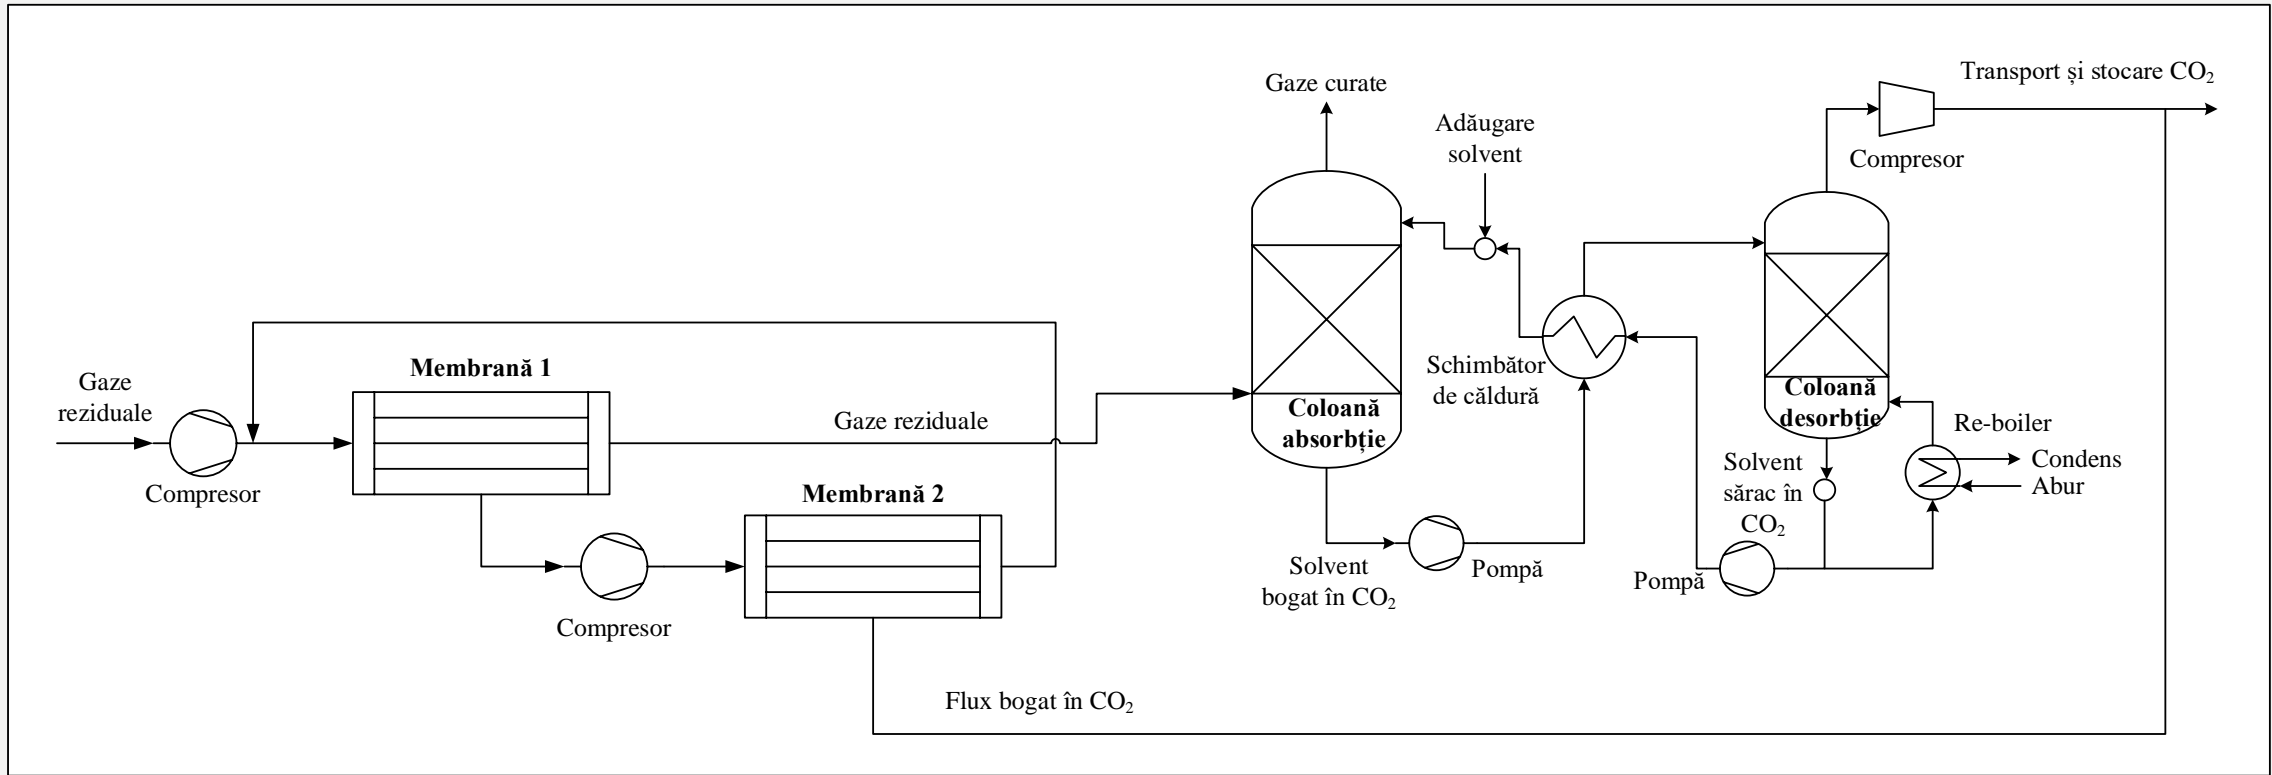 Transport și stocare CO₂
Gaze curate
Adăugare
solvent
Compresor
Membrană 1
Gaze
reziduale
Schimbător
de căldură
Coloană
desorbție
Coloană
absorbție
Gaze reziduale
Re-boiler
Condens
Abur
Solvent
sărac în
CO₂
Compresor
Membrană 2
Solvent
bogat în CO₂
Pompă
Pompă
Compresor
Flux bogat în CO₂